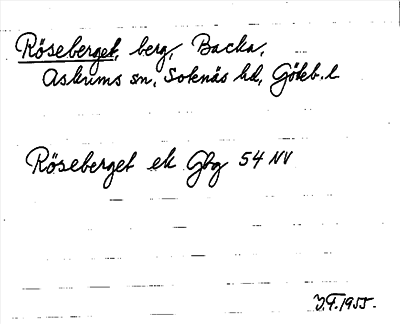 Röseberget, berg, Backa,
Askums sn, Sotenäs hd, Göteb. l
Röseberget ek Gbg 54 NV
J.F. 1955.